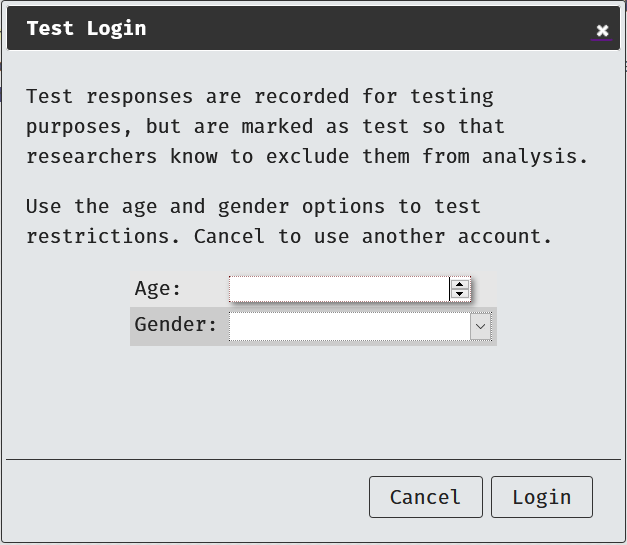 Test Login
Test responses are recorded for testing
purposes, but are marked as test so that
researchers know to exclude them from analysis.
Use the age and gender options to test
restrictions. Cancel to use another account.
Age:
Gender:
Cancel
Login